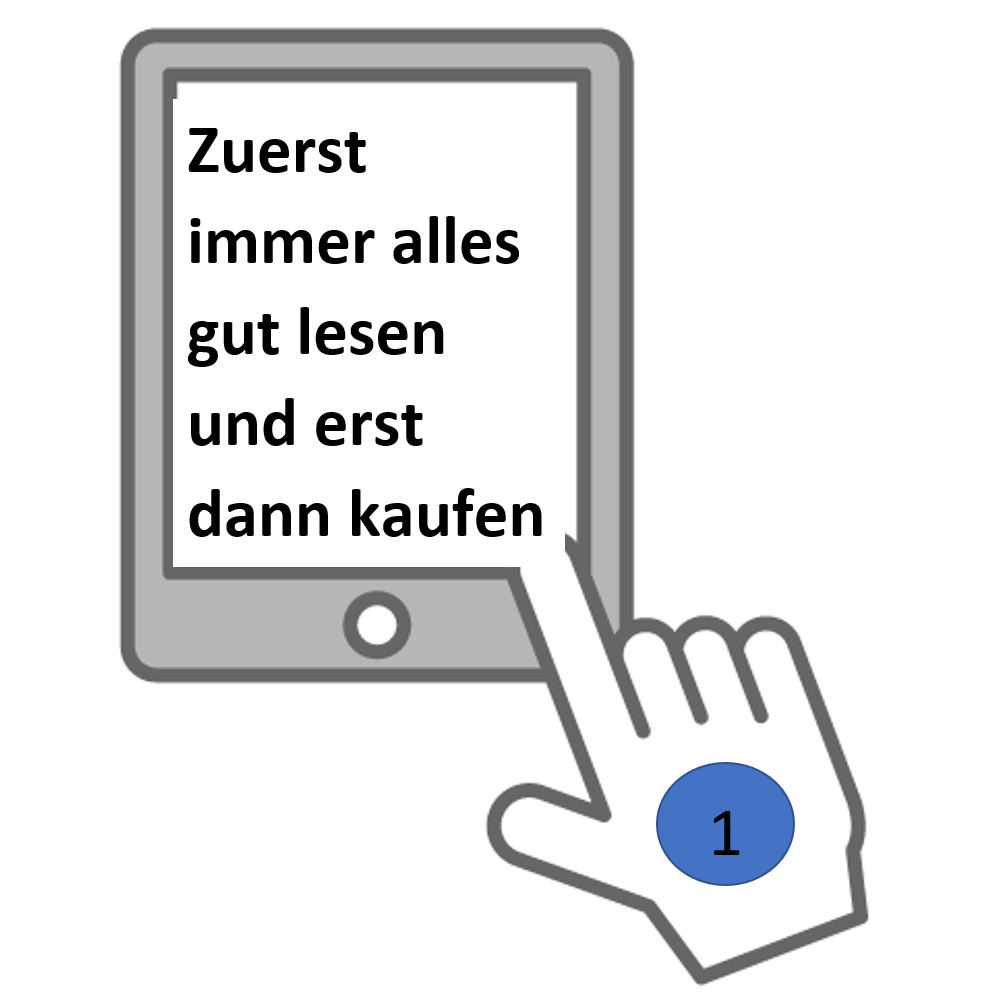 Zuerst
immer alles
gut lesen
und erst
dann kaufen
1